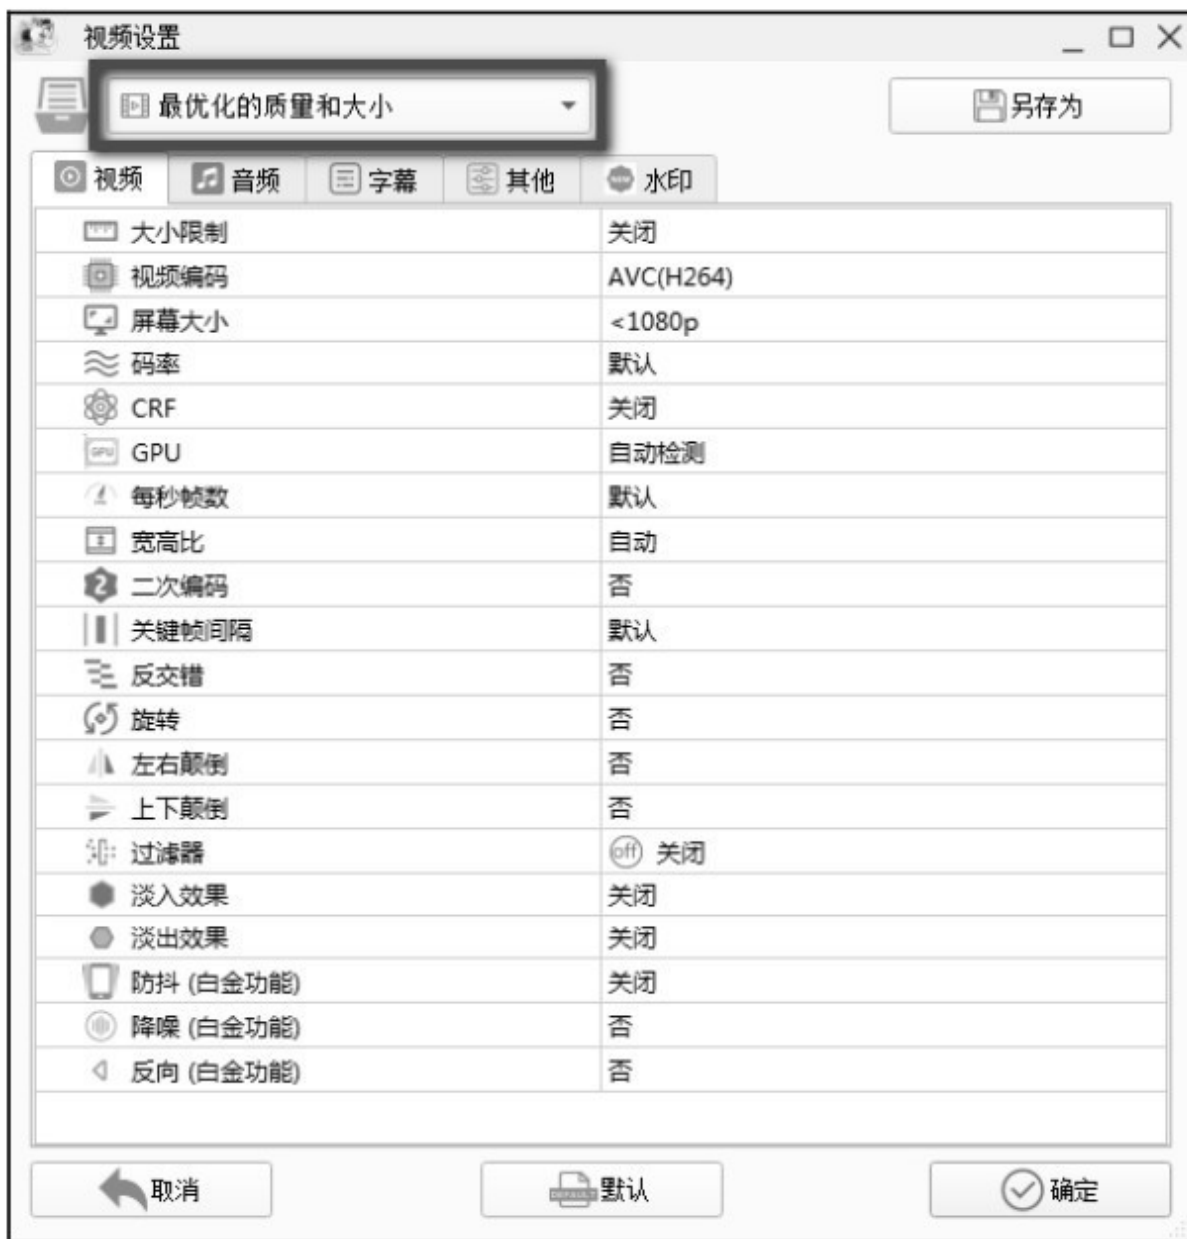 视频设置
最优化的质量和大小 另存为
视频 音频 字幕 其他 水印
大小限制 关闭
视频编码 AVC(H264)
屏幕大小 <1080p
码率 默认
CRF 关闭
GPU GPU 自动检测
每秒帧数 默认
宽高比 自动
2 二次编码 否
关键帧间隔 默认
反交错 否
旋转 否
左右颠倒 否
上下颠倒 否
过滤器 off 关闭
淡入效果 关闭
淡出效果 关闭
防抖 (白金功能) 关闭
降噪 (白金功能) 否
反向 (白金功能) 否
取消 DEFAULT 默认 确定